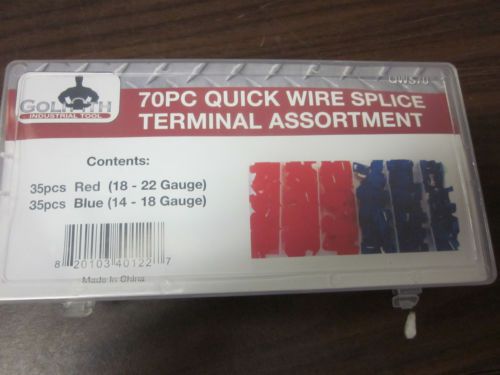 QWS70
GOLIATH
INDUSTRIAL TOOL
70PC QUICK WIRE SPLICE
TERMINAL ASSORTMENT
Contents:
35pcs Red (18 - 22 Gauge)
35pcs Blue (14 - 18 Gauge)
8 20103 40122 7
Made In China